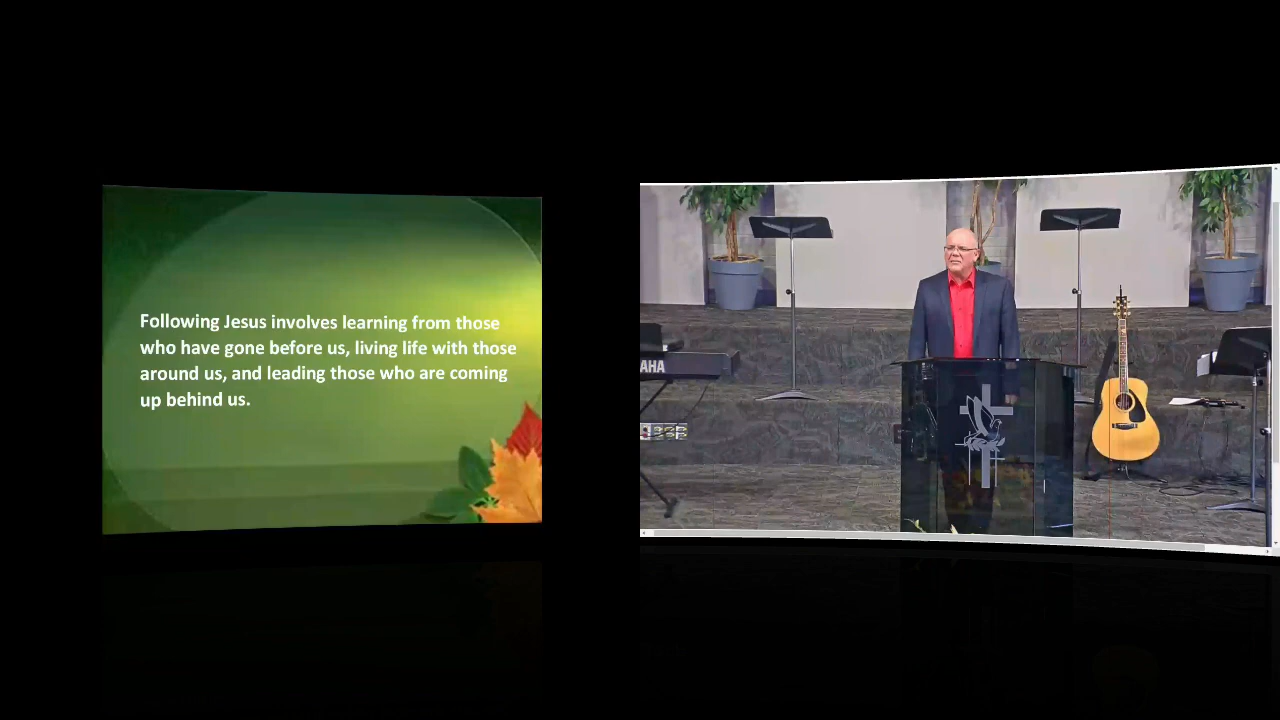 Following Jesus involves learning from those
who have gone before us, living life with those
around us, and leading those who are coming
up behind us.
AHA